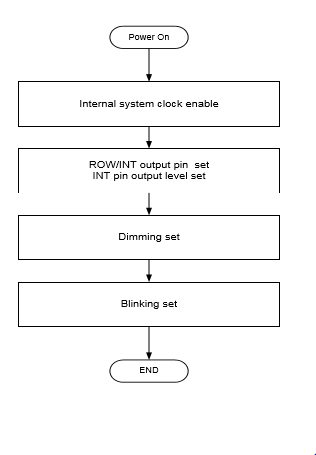 Power On
Internal system clock enable
ROW/INT output pin set
INT pin output level set
Dimming set
Blinking set
END